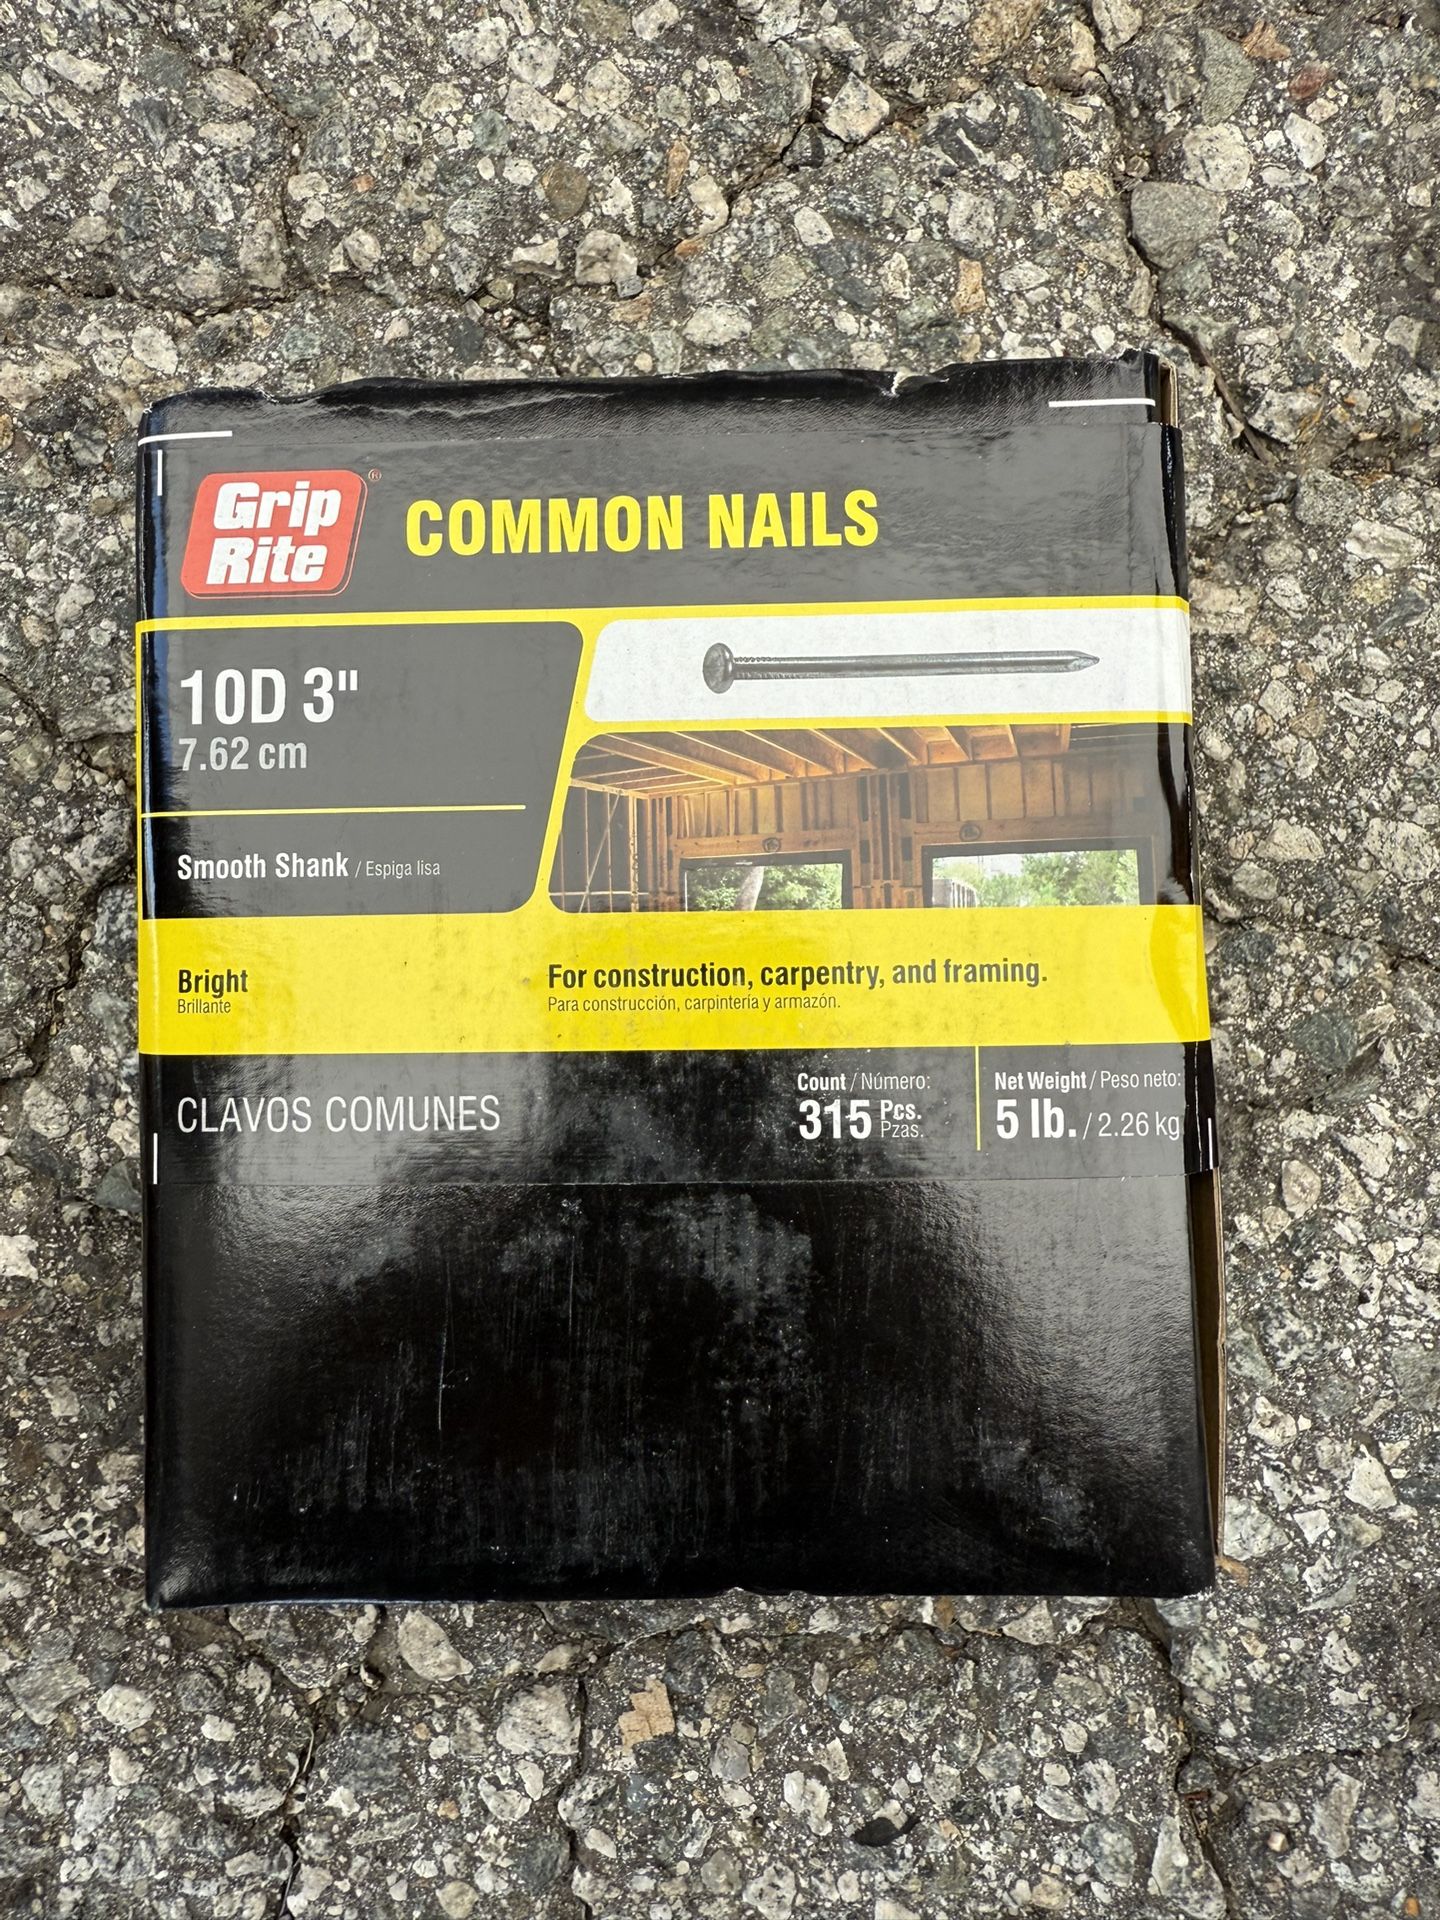 Grip Rite®
COMMON NAILS
10D 3"
7.62 cm
Smooth Shank / Espiga lisa
Bright
Brillante
For construction, carpentry, and framing.
Para construcción, carpintería y armazón.
CLAVOS COMUNES
Count / Número:
315 Pcs.
Pzas.
Net Weight / Peso neto:
5 lb. / 2.26 kg